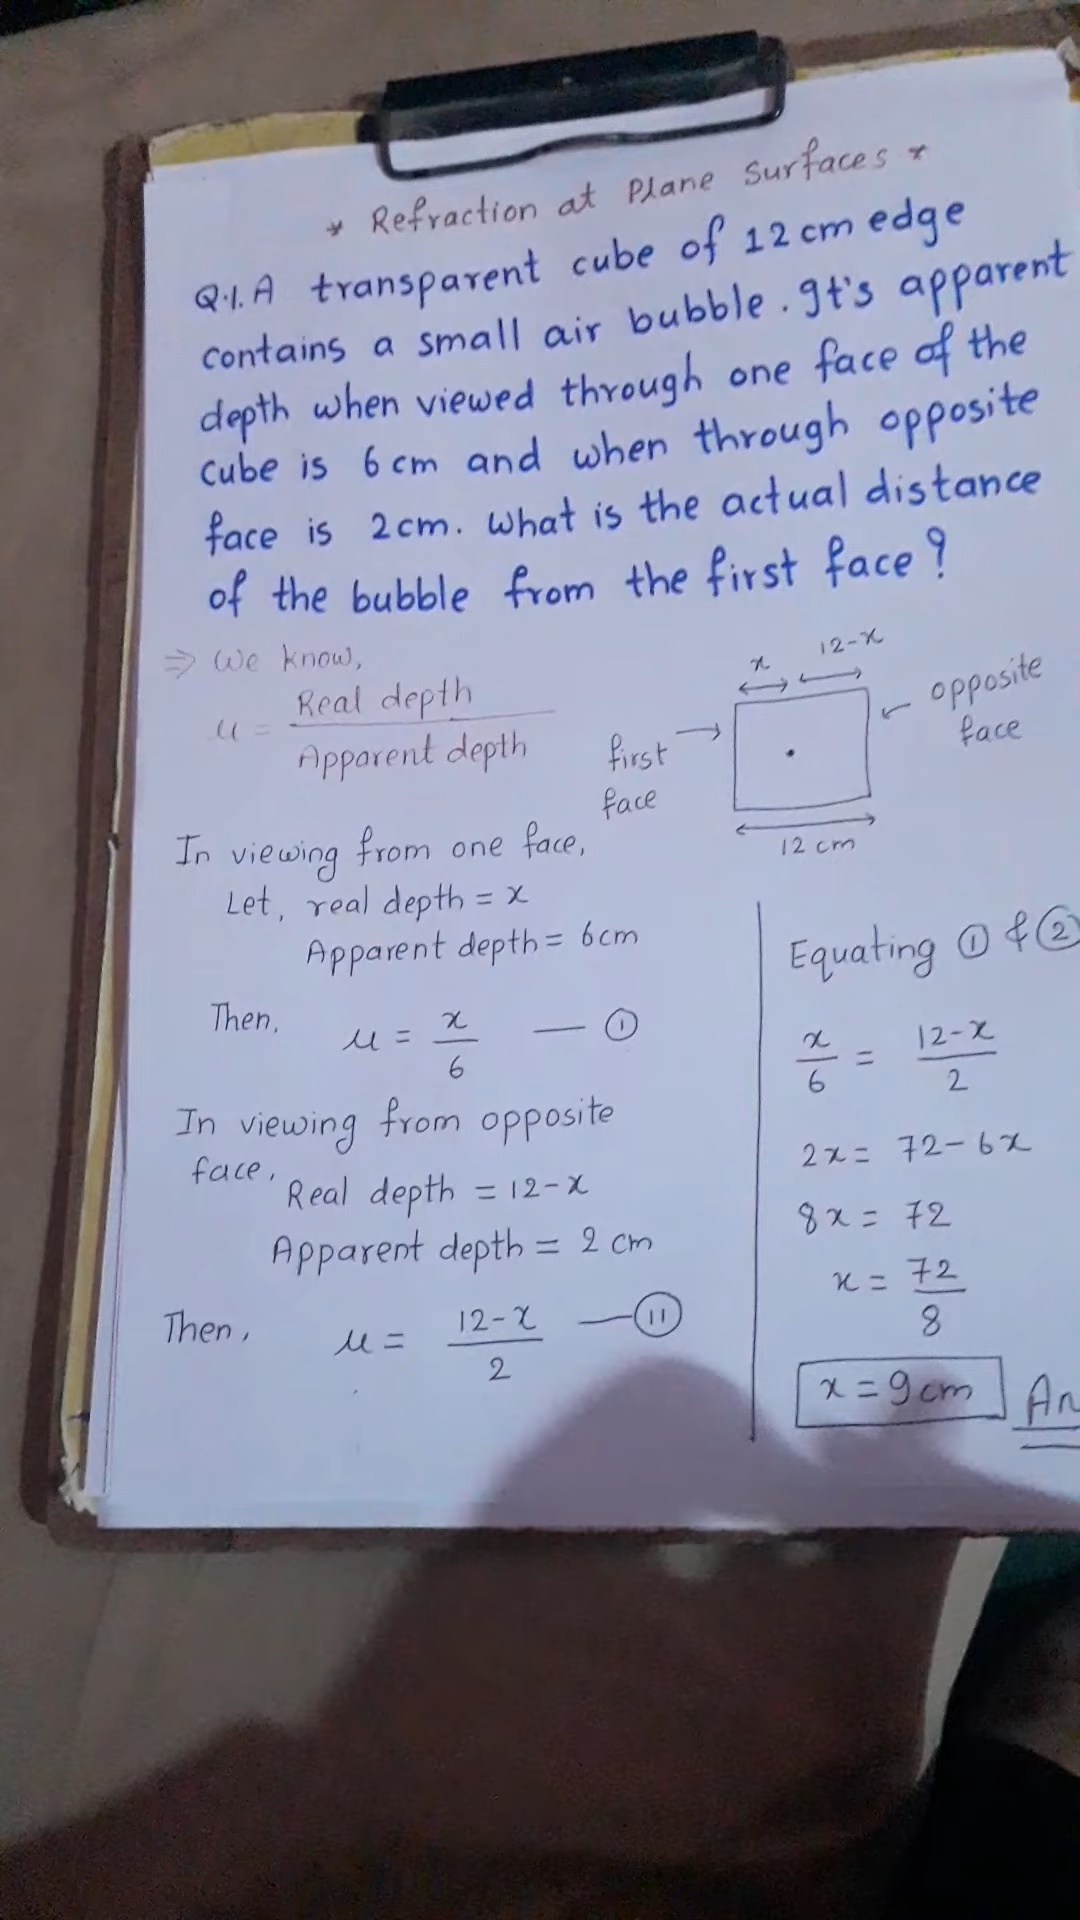 * Refraction at Plane Surfaces *
Q.1. A transparent cube of 12 cm edge
contains a small air bubble. It's apparent
depth when viewed through one face of the
cube is 6 cm and when through opposite
face is 2 cm. What is the actual distance
of the bubble from the first face?
⇒ We know,
μ = Real depth
Apparent depth
x 12-x
first
face
opposite
face
12 cm
In viewing from one face,
Let, real depth = x
Apparent depth = 6cm
Then, μ = x/6 — ①
In viewing from opposite
face,
Real depth = 12-x
Apparent depth = 2 cm
Then, μ = 12-x/2 — ⑪
Equating ① & ②
x/6 = 12-x/2
2x = 72-6x
8x = 72
x = 72/8
x = 9 cm An